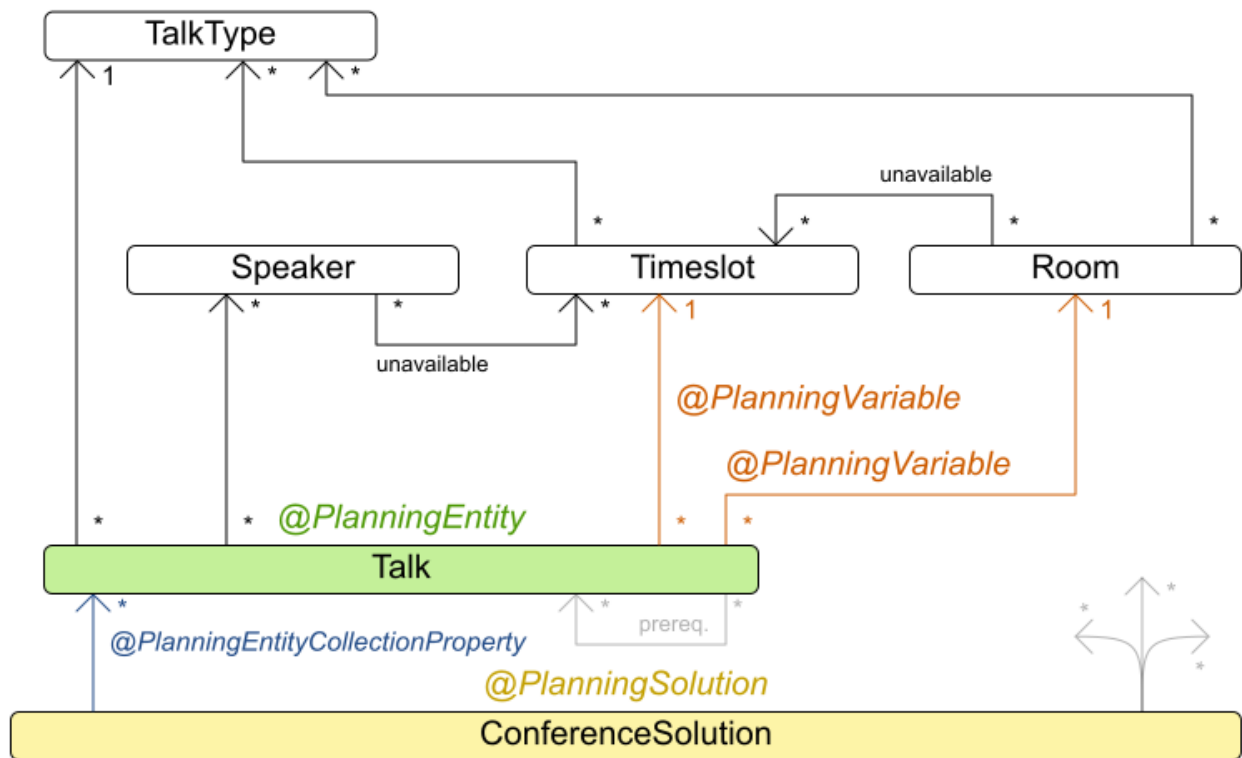 TalkType
1 * *
unavailable
* * * *
Speaker Timeslot Room
* * * 1 1
unavailable
@PlanningVariable
@PlanningVariable
* * @PlanningEntity * *
Talk
* * * * *
@PlanningEntityCollectionProperty prereq.
*
@PlanningSolution
ConferenceSolution